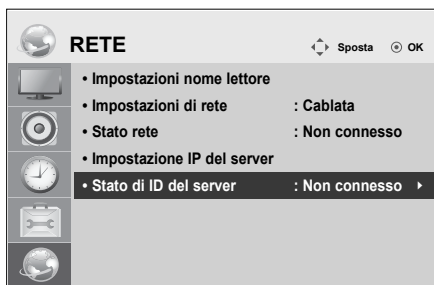 RETE
Sposta OK
• Impostazioni nome lettore
• Impostazioni di rete : Cablata
• Stato rete : Non connesso
• Impostazione IP del server
• Stato di ID del server : Non connesso